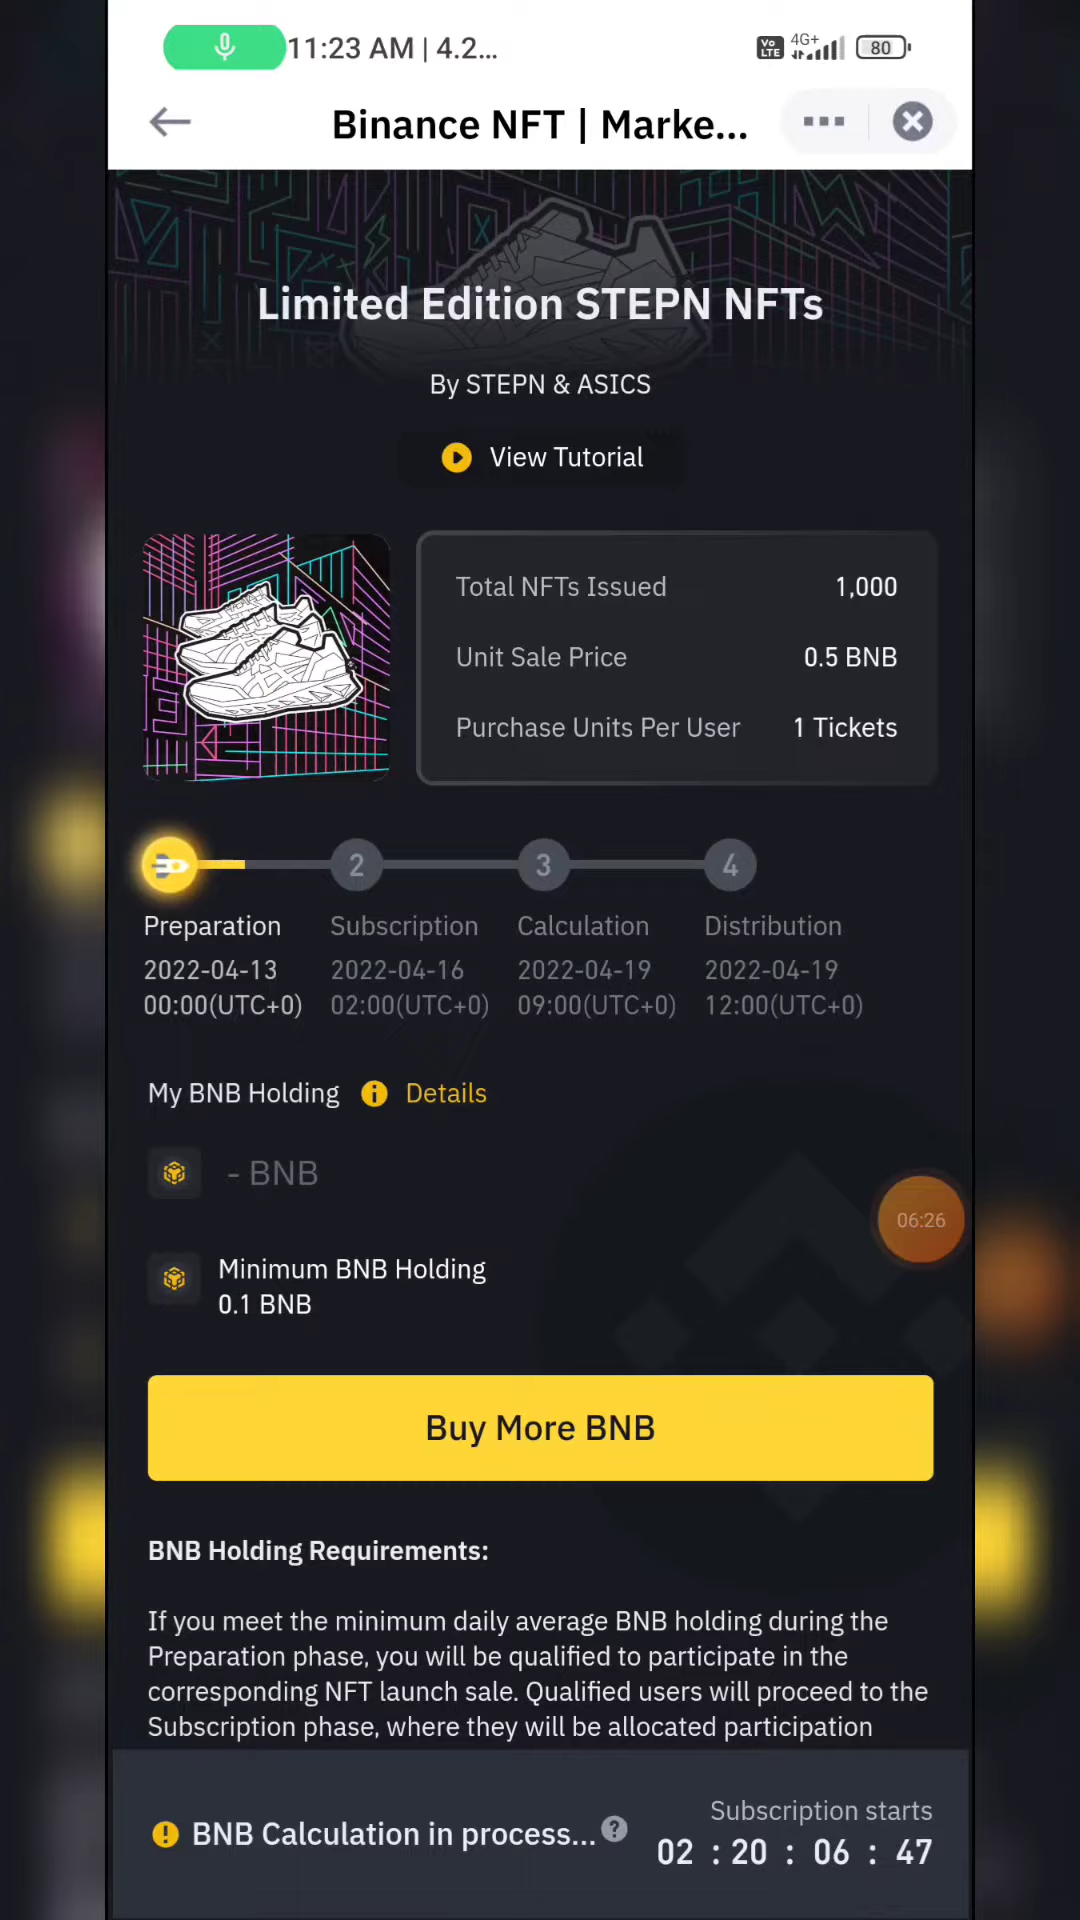 11:23 AM | 4.2...
Vo LTE 4G+ 80
Binance NFT | Marke...
Limited Edition STEPN NFTs
By STEPN & ASICS
View Tutorial
Total NFTs Issued 1,000
Unit Sale Price 0.5 BNB
Purchase Units Per User 1 Tickets
2 3 4
Preparation Subscription Calculation Distribution
2022-04-13 2022-04-16 2022-04-19 2022-04-19
00:00(UTC+0) 02:00(UTC+0) 09:00(UTC+0) 12:00(UTC+0)
My BNB Holding Details
- BNB
06:26
Minimum BNB Holding
0.1 BNB
Buy More BNB
BNB Holding Requirements:
If you meet the minimum daily average BNB holding during the
Preparation phase, you will be qualified to participate in the
corresponding NFT launch sale. Qualified users will proceed to the
Subscription phase, where they will be allocated participation
Subscription starts
BNB Calculation in process... ?
02 : 20 : 06 : 47